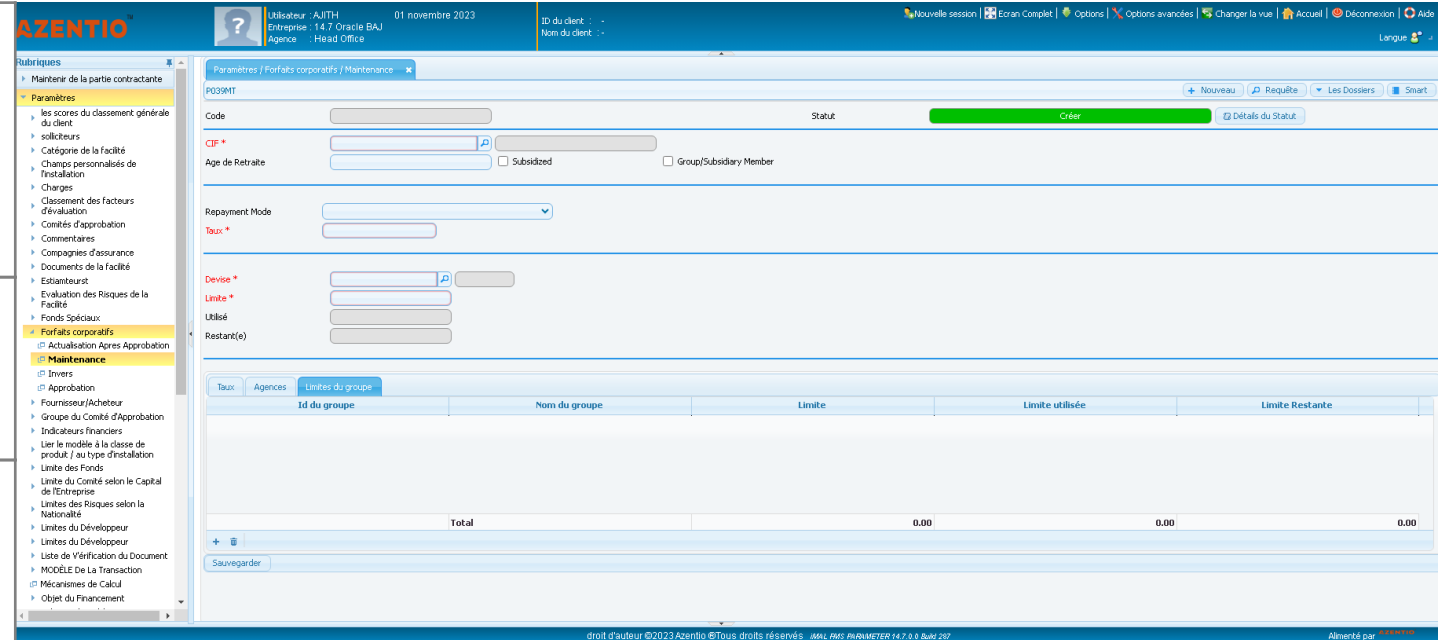 AZENTIO™
?
Utilisateur : AJITH 01 novembre 2023
Entreprise : 14.7 Oracle BAJ
Agence : Head Office
ID du client : -
Nom du client : -
Nouvelle session | Ecran Complet | Options | Options avancées | Changer la vue | Accueil | Déconnexion | Aide
Langue
Rubriques
Maintenir de la partie contractante
Paramètres
les scores du classement générale
du client
solliciteurs
Catégorie de la facilité
Champs personnalisés de
l'installation
Charges
Classement des facteurs
d'évaluation
Comités d'approbation
Commentaires
Compagnies d'assurance
Documents de la facilité
Estiamteurst
Evaluation des Risques de la
Facilité
Fonds Spéciaux
Forfaits corporatifs
Actualisation Apres Approbation
Maintenance
Invers
Approbation
Fournisseur/Acheteur
Groupe du Comité d'Approbation
Indicateurs financiers
Lier le modèle à la classe de
produit / au type d'installation
Limite des Fonds
Limite du Comité selon le Capital
de l'Entreprise
Limites des Risques selon la
Nationalité
Limites du Développeur
Limites du Développeur
Liste de Vérification du Document
MODÈLE De La Transaction
Mécanismes de Calcul
Objet du Financement
Paramètres / Forfaits corporatifs / Maintenance
P039MT
Nouveau Requête Les Dossiers Smart
Code Statut Créer Détails du Statut
CIF *
Age de Retraite Subsidized Group/Subsidiary Member
Repayment Mode
Taux *
Devise *
Limite *
Utilisé
Restant(e)
Taux Agences Limites du groupe
Id du groupe Nom du groupe Limite Limite utilisée Limite Restante
Total 0.00 0.00 0.00
Sauvegarder
droit d'auteur ©2023 Azentio ®Tous droits réservés IMAL FMS PARAMETER 14.7.0.0 Build 287
Alimenté par AZENTIO